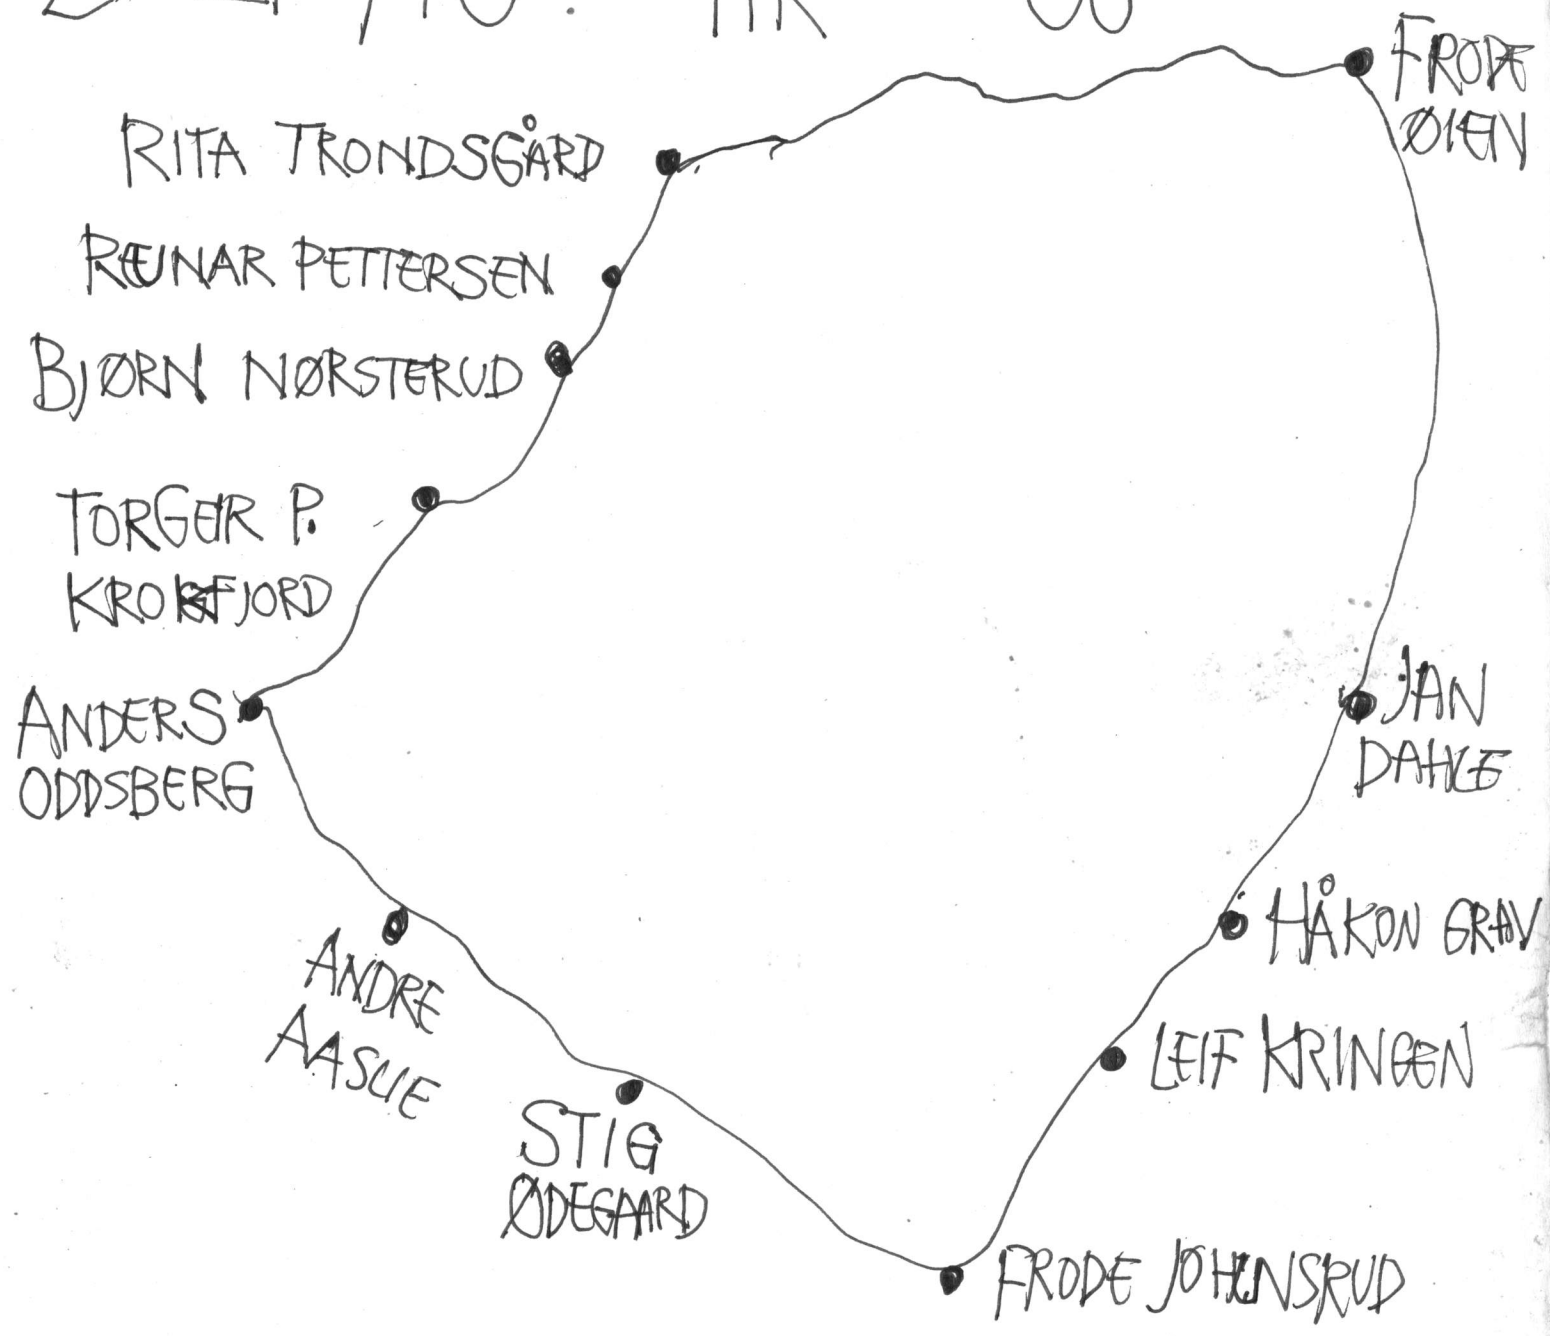 FRODE
ØIEN
RITA TRONDSGÅRD
REINAR PETTERSEN
BJØRN NØRSTERUD
TORGEIR P.
KROKFJORD
ANDERS
ODDSBERG
JAN
DAHLE
HÅKON GRAV
ANDRE
AASLIE
LEIF KRINGEN
STIG
ØDEGAARD
FRODE JOHNSRUD